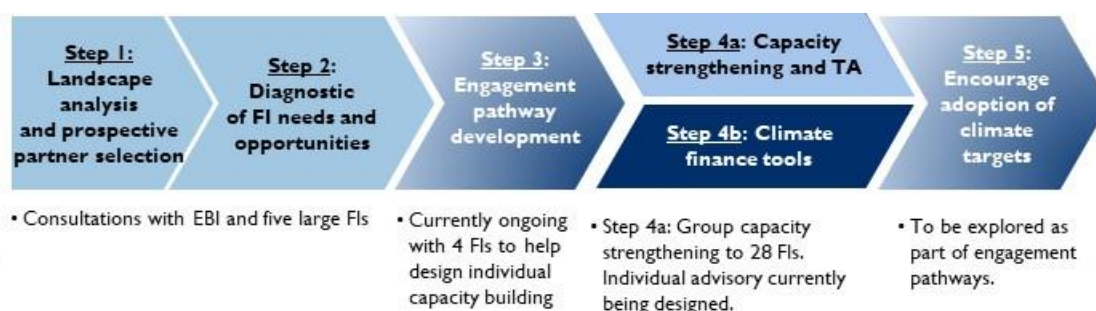 Step 1:
Landscape
analysis
and prospective
partner selection
Step 2:
Diagnostic
of FI needs and
opportunities
Step 3:
Engagement
pathway
development
Step 4a: Capacity
strengthening and TA
Step 4b: Climate
finance tools
Step 5:
Encourage
adoption of
climate
targets
• Consultations with EBI and five large FIs
• Currently ongoing
with 4 FIs to help
design individual
capacity building
• Step 4a: Group capacity
strengthening to 28 FIs.
Individual advisory currently
being designed.
• To be explored as
part of engagement
pathways.